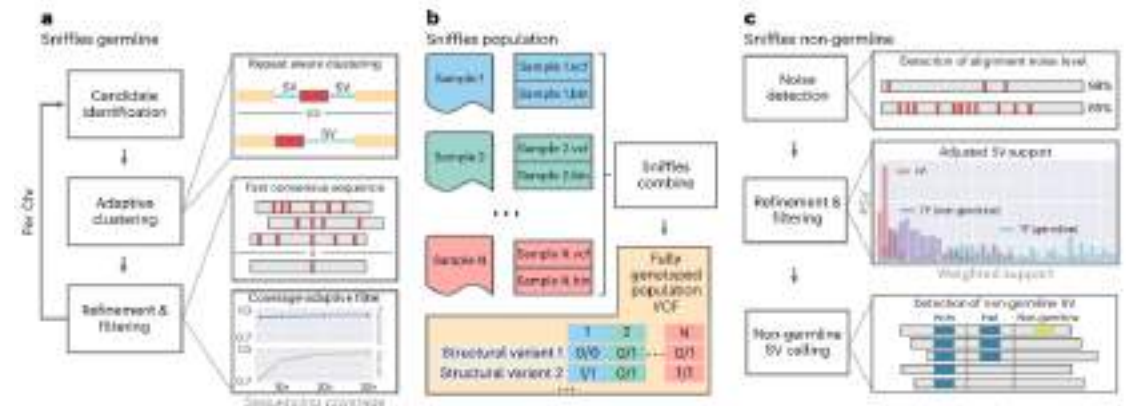 a
Sniffles germline
Candidate
identification
Adaptive
clustering
Refinement &
filtering
Per Chr
Repeat aware clustering
SV
SV
SV
Fast consensus sequence
Coverage-adaptive filter
Sequencing coverage
b
Sniffles population
Sample 1
Sample 1.vcf
Sample 1.bin
Sample 2
Sample 2.vcf
Sample 2.bin
...
Sample N
Sample N.vcf
Sample N.bin
Sniffles
combine
Fully
genotaped
population
VCF
1 2 N
Structural variant 1 0/0 0/1 ... 0/1
Structural variant 2 1/1 0/1 1/1
...
c
Sniffles non-germline
Noise
detection
Refinement &
filtering
Non-germline
SV calling
Detection of alignment noise level
Adjusted SV support
TP (non-germline)
TP (germline)
Weighted support
Detection of non-germline SV
Non-germline